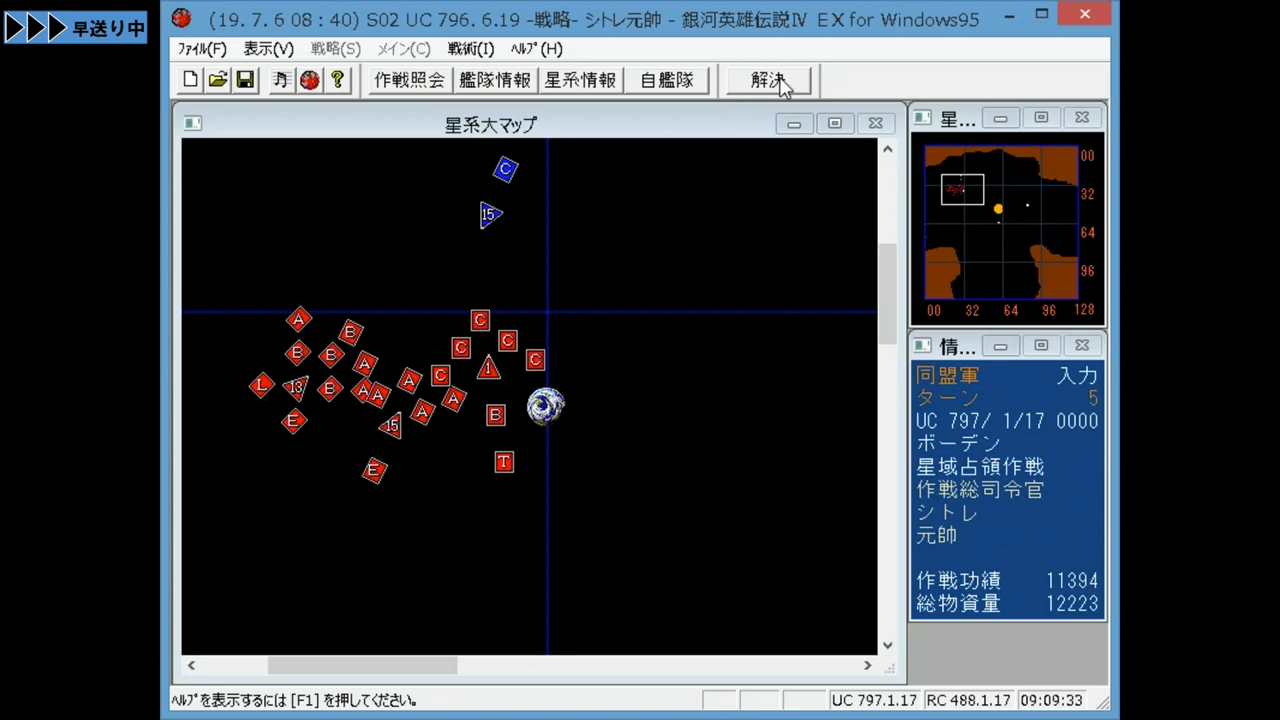 早送り中
(19. 7. 6 08 : 40) S02 UC 796. 6.19 -戦略- シトレ元帥 - 銀河英雄伝説Ⅳ EX for Windows95
ﾌｧｲﾙ(F) 表示(V) 戦略(S) メイン(C) 戦術(I) ﾍﾙﾌﾟ(H)
作戦照会 艦隊情報 星系情報 自艦隊 解決
星系大マップ
C
15
A
B
C
B
B
C
C
A
1
C
L
13
B
A
A
A
C
A
E
15
A
B
E
T
星...
00
32
64
96
00 32 64 96 128
情...
同盟軍 入力
ターン 5
UC 797/ 1/17 0000
ボーデン
星域占領作戦
作戦総司令官
シトレ
元帥
作戦功績 11394
総物資量 12223
ﾍﾙﾌﾟを表示するには [F1] を押してください。
UC 797.1.17 RC 488.1.17 09:09:33